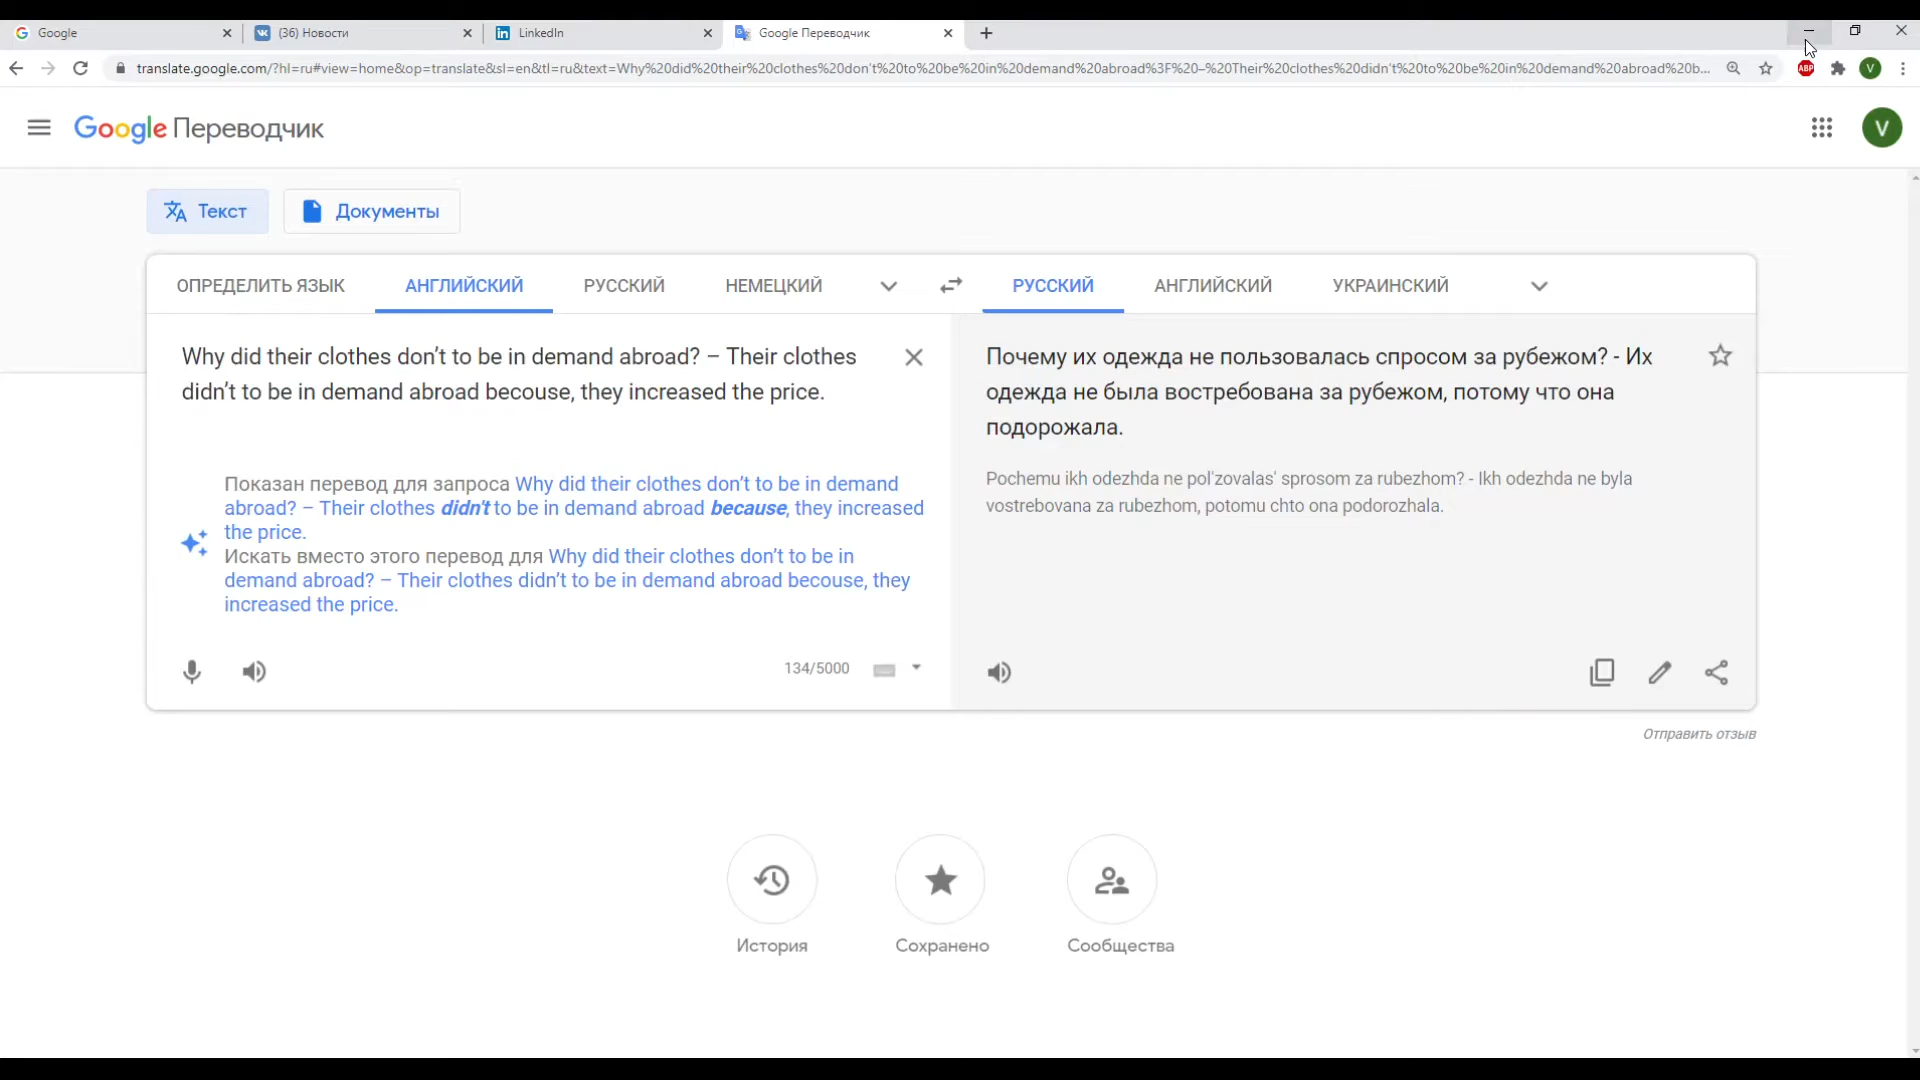 Google
(36) Новости
LinkedIn
Google Переводчик
translate.google.com/?hl=ru#view=home&op=translate&sl=en&tl=ru&text=Why%20did%20their%20clothes%20don't%20to%20be%20in%20demand%20abroad%3F%20–%20Their%20clothes%20didn't%20to%20be%20in%20demand%20abroad%20b...
ABP
V
Google Переводчик
V
Текст
Документы
ОПРЕДЕЛИТЬ ЯЗЫК
АНГЛИЙСКИЙ
РУССКИЙ
НЕМЕЦКИЙ
РУССКИЙ
АНГЛИЙСКИЙ
УКРАИНСКИЙ
Why did their clothes don’t to be in demand abroad? – Their clothes
didn’t to be in demand abroad becouse, they increased the price.
Почему их одежда не пользовалась спросом за рубежом? - Их
одежда не была востребована за рубежом, потому что она
подорожала.
Pochemu ikh odezhda ne pol'zovalas' sprosom za rubezhom? - Ikh odezhda ne byla
vostrebovana za rubezhom, potomu chto ona podorozhala.
Показан перевод для запроса Why did their clothes don’t to be in demand
abroad? – Their clothes didn't to be in demand abroad because, they increased
the price.
Искать вместо этого перевод для Why did their clothes don’t to be in
demand abroad? – Their clothes didn’t to be in demand abroad becouse, they
increased the price.
134/5000
Отправить отзыв
История
Сохранено
Сообщества